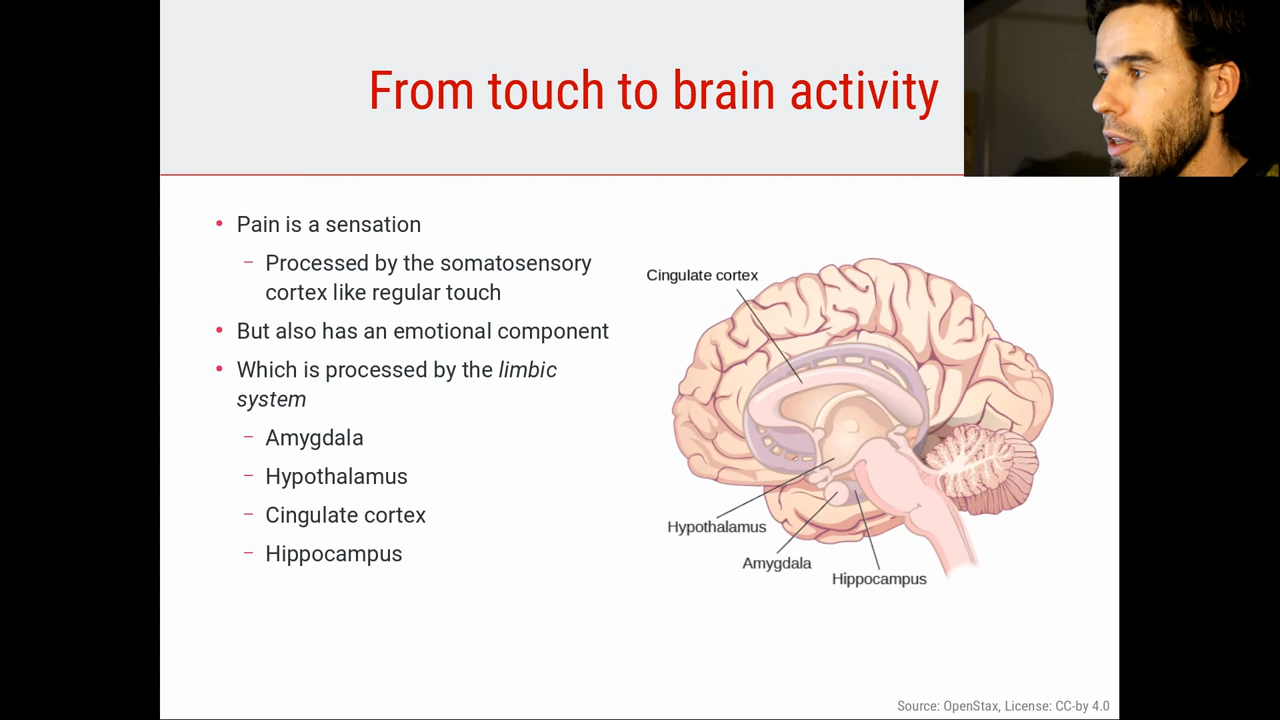 From touch to brain activity
• Pain is a sensation
– Processed by the somatosensory
cortex like regular touch
• But also has an emotional component
• Which is processed by the limbic
system
– Amygdala
– Hypothalamus
– Cingulate cortex
– Hippocampus
Cingulate cortex
Hypothalamus
Amygdala
Hippocampus
Source: OpenStax, License: CC-by 4.0